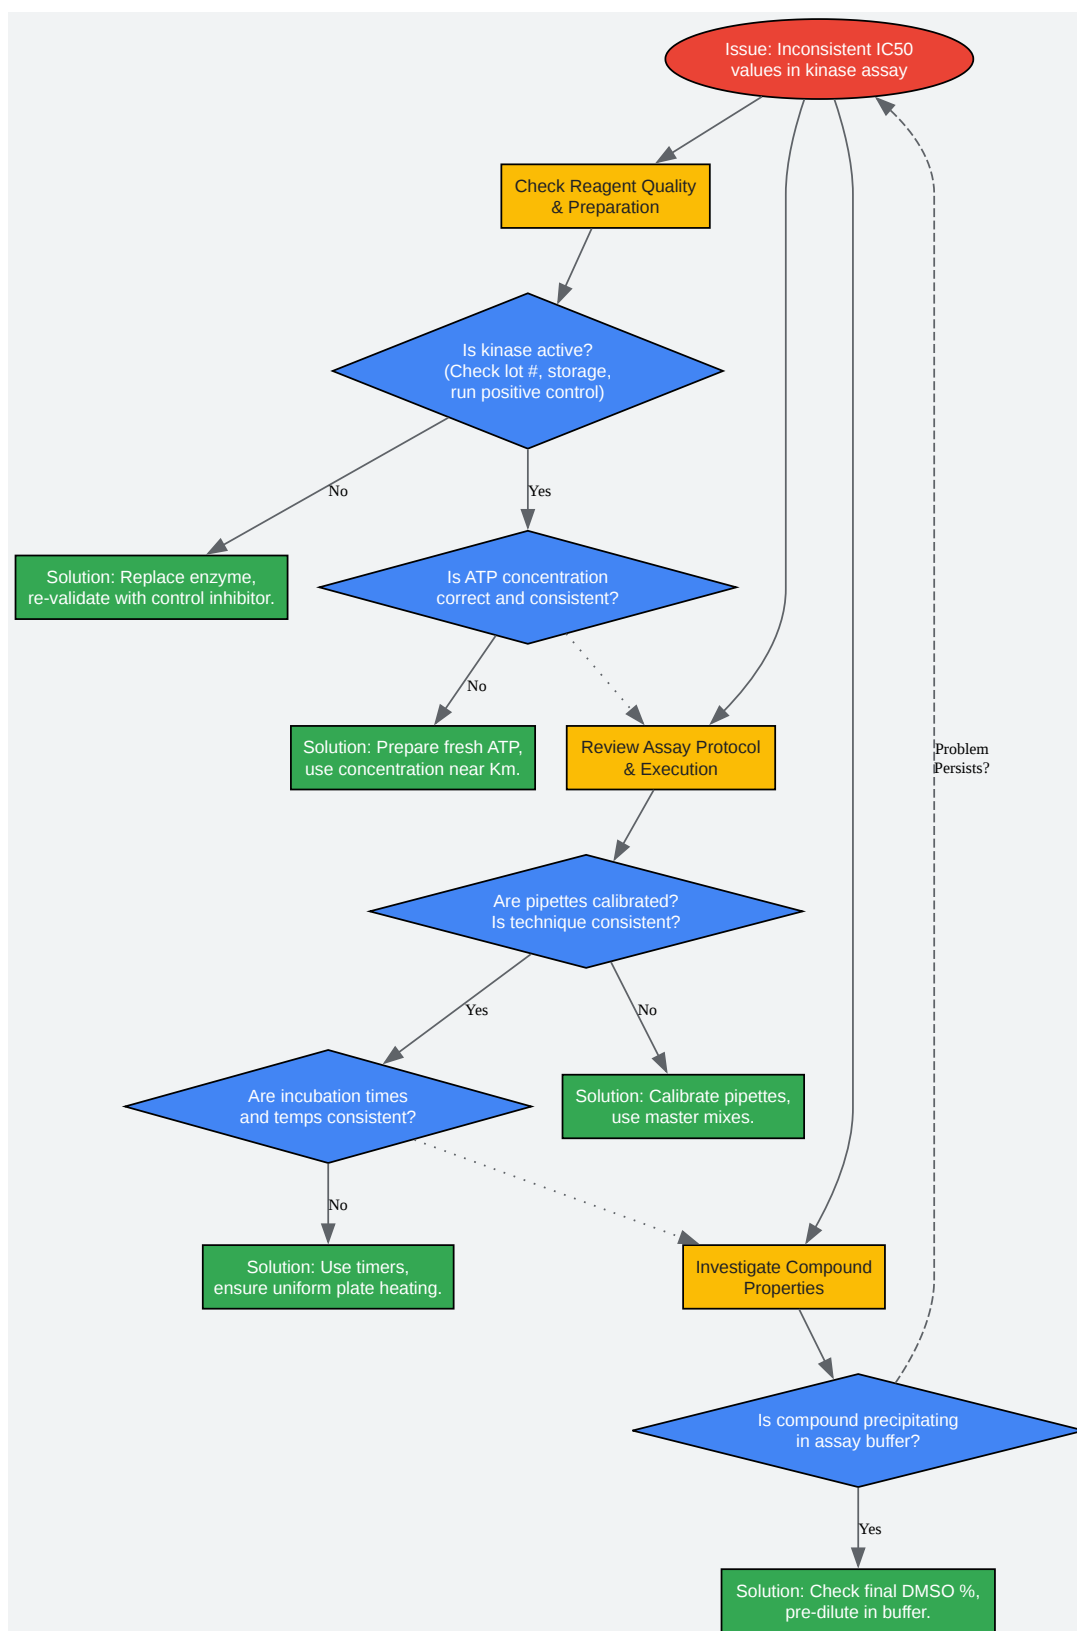 Issue: Inconsistent IC50
values in kinase assay
Check Reagent Quality
& Preparation
Is kinase active?
(Check lot #, storage,
run positive control)
No
Yes
Solution: Replace enzyme,
re-validate with control inhibitor.
Is ATP concentration
correct and consistent?
No
Solution: Prepare fresh ATP,
use concentration near Km.
Review Assay Protocol
& Execution
Problem
Persists?
Are pipettes calibrated?
Is technique consistent?
Yes
No
Are incubation times
and temps consistent?
Solution: Calibrate pipettes,
use master mixes.
No
Solution: Use timers,
ensure uniform plate heating.
Investigate Compound
Properties
Is compound precipitating
in assay buffer?
Yes
Solution: Check final DMSO %,
pre-dilute in buffer.